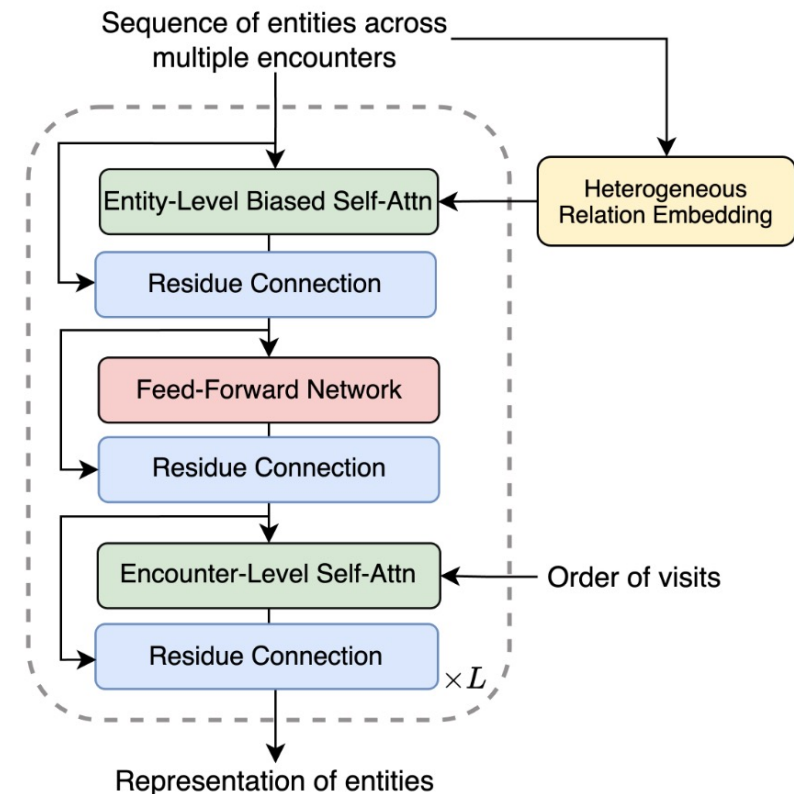 Sequence of entities across
multiple encounters
Entity-Level Biased Self-Attn
Heterogeneous
Relation Embedding
Residue Connection
Feed-Forward Network
Residue Connection
Encounter-Level Self-Attn
Order of visits
Residue Connection
×L
Representation of entities